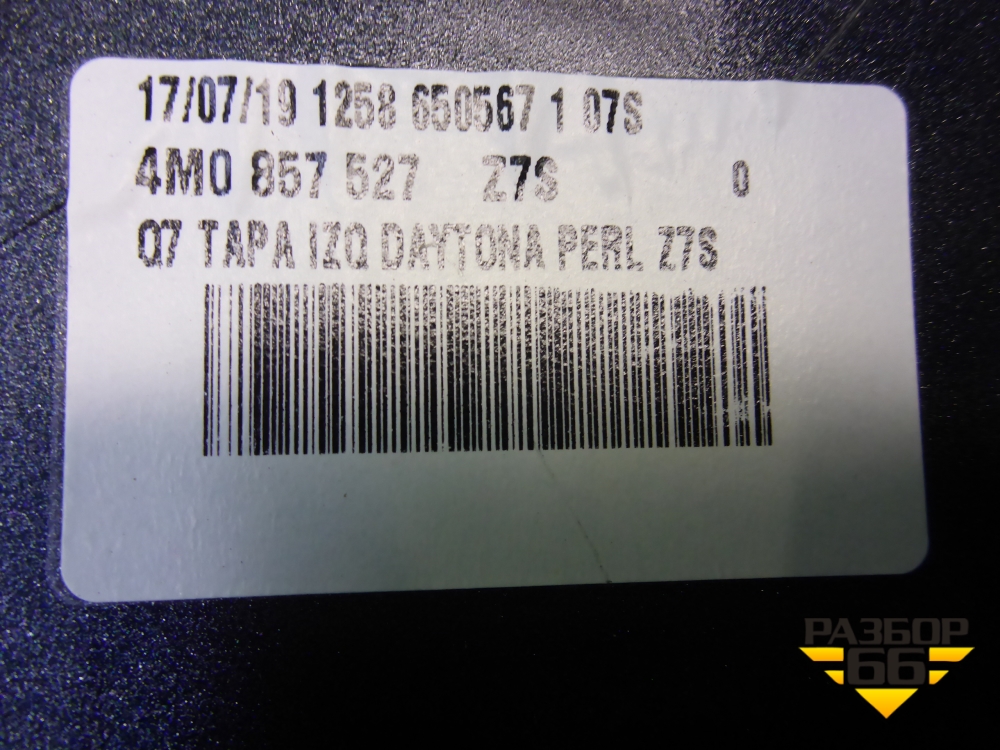 17/07/19 1258 650567 1 07S
4M0 857 527 Z7S 0
Q7 TAPA IZQ DAYTONA PERL Z7S
РАЗБОР
66